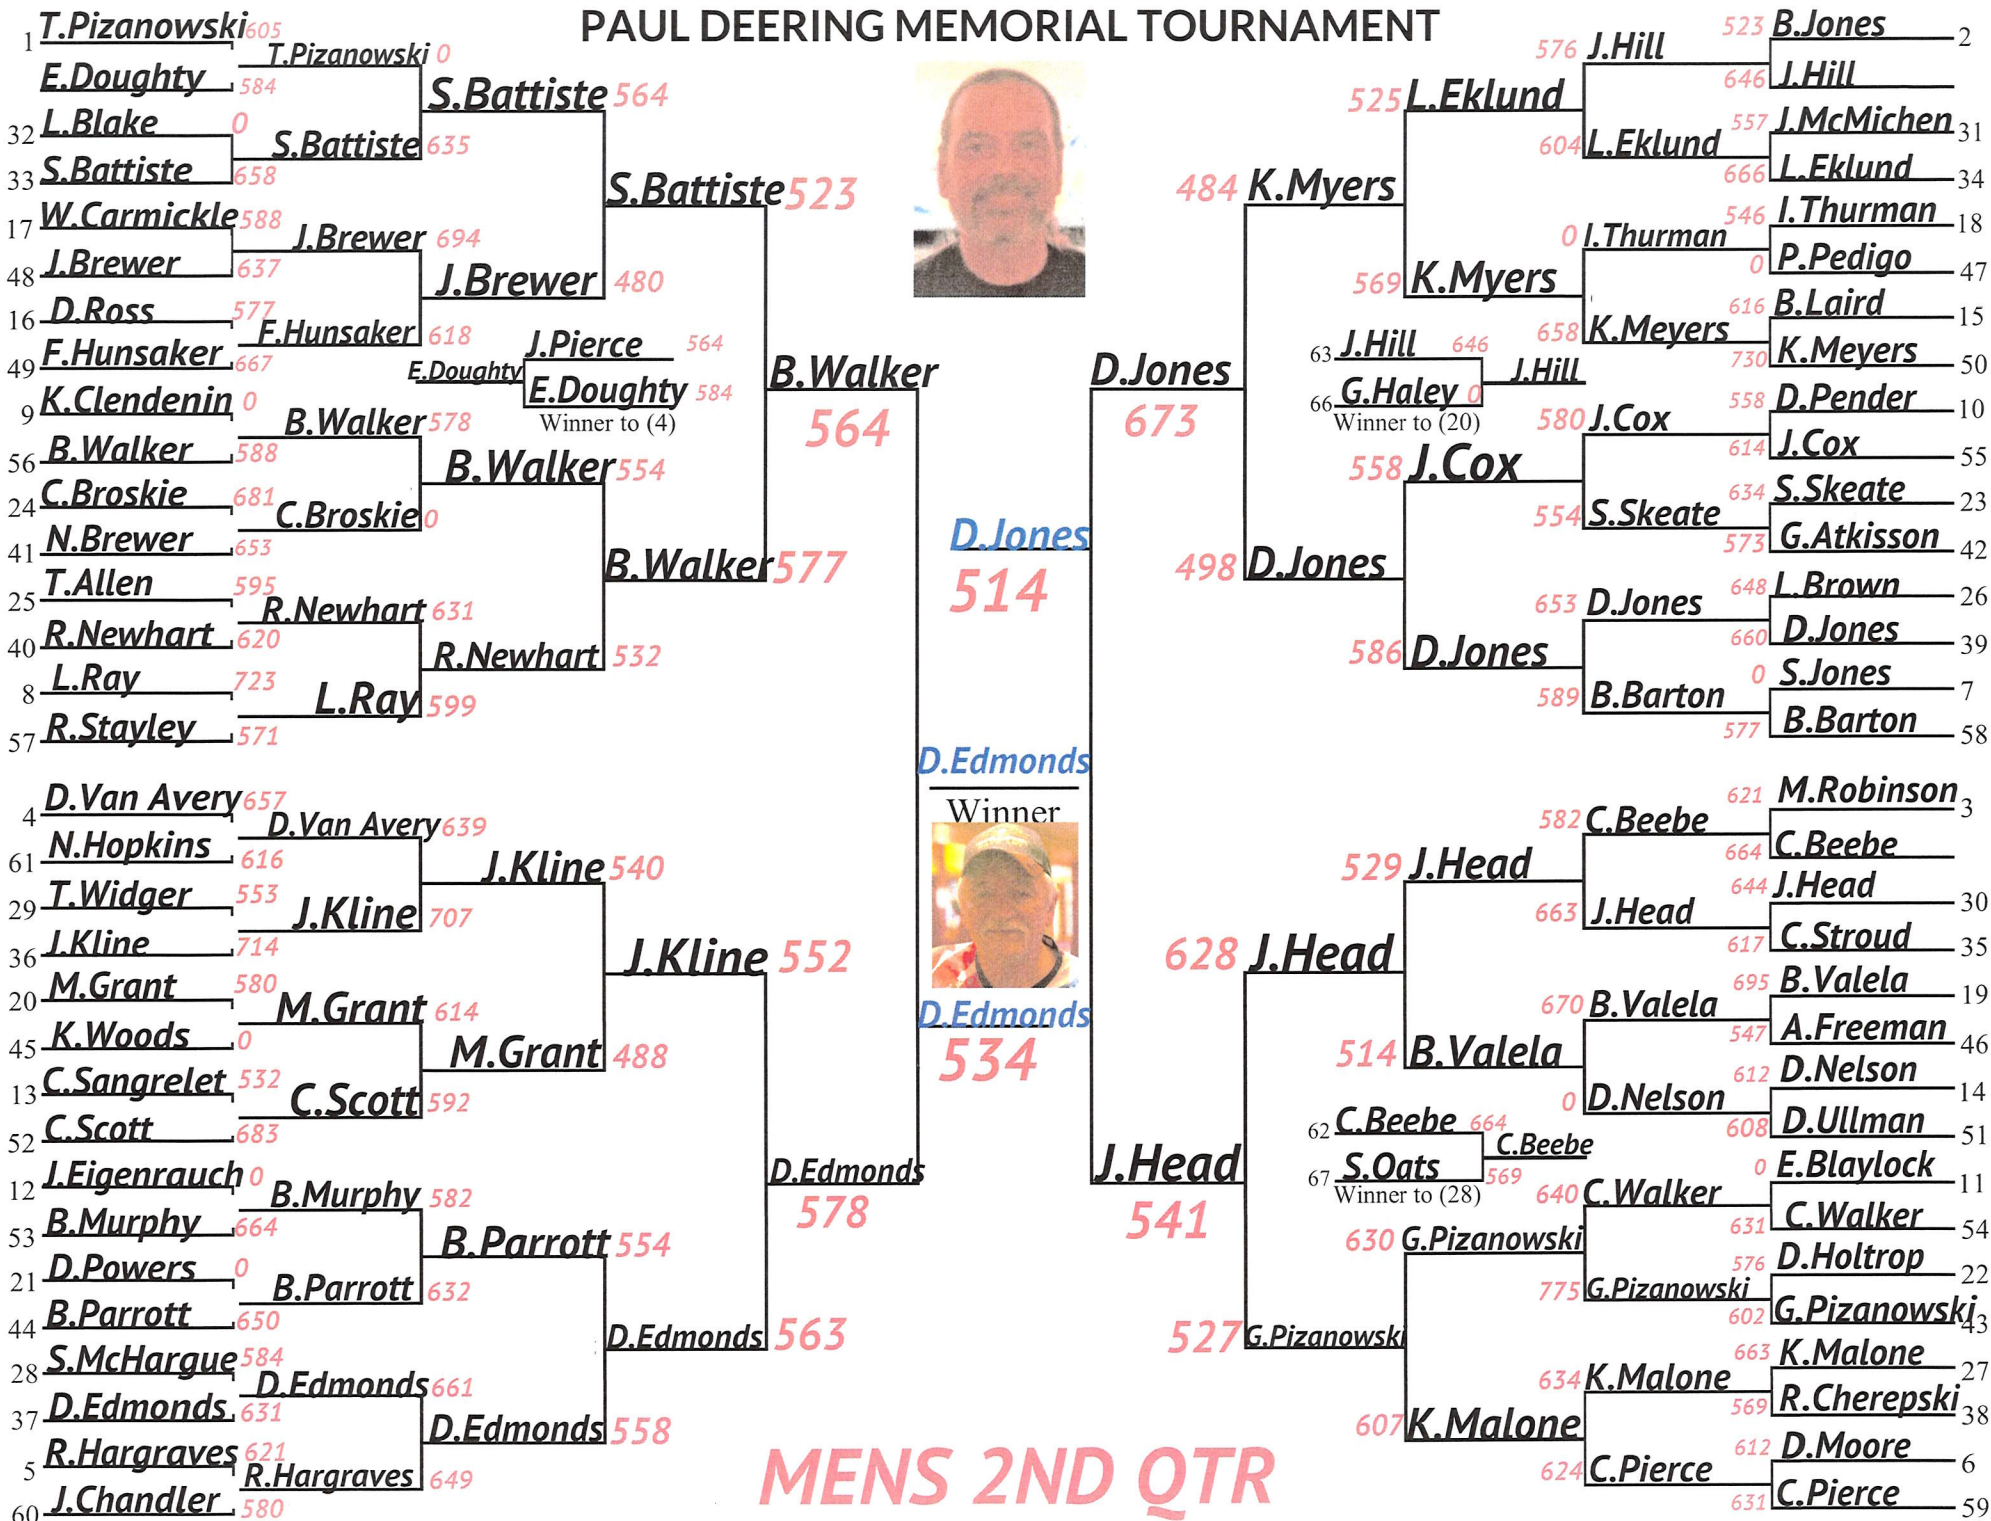 PAUL DEERING MEMORIAL TOURNAMENT
1 T.Pizanowski 605
E.Doughty 584
32 L.Blake 0
33 S.Battiste 658
17 W.Carmickle 588
48 J.Brewer 637
16 D.Ross 577
49 F.Hunsaker 667
9 K.Clendenin 0
56 B.Walker 588
24 C.Broskie 681
41 N.Brewer 653
25 T.Allen 595
40 R.Newhart 620
8 L.Ray 723
57 R.Stayley 571
4 D.Van Avery 657
61 N.Hopkins 616
29 T.Widger 553
36 J.Kline 714
20 M.Grant 580
45 K.Woods 0
13 C.Sangrelet 532
52 C.Scott 683
12 J.Eigenrauch 0
53 B.Murphy 664
21 D.Powers 0
44 B.Parrott 650
28 S.McHargue 584
37 D.Edmonds 631
5 R.Hargraves 621
60 J.Chandler 580
T.Pizanowski 0
S.Battiste 635
J.Brewer 694
F.Hunsaker 618
B.Walker 578
C.Broskie 0
R.Newhart 631
L.Ray 599
D.Van Avery 639
J.Kline 707
M.Grant 614
C.Scott 592
B.Murphy 582
B.Parrott 632
D.Edmonds 661
R.Hargraves 649
S.Battiste 564
J.Brewer 480
J.Pierce 564
E.Doughty
E.Doughty 584
Winner to (4)
B.Walker 554
R.Newhart 532
J.Kline 540
M.Grant 488
B.Parrott 554
D.Edmonds 558
S.Battiste 523
B.Walker 577
J.Kline 552
D.Edmonds 563
B.Walker
564
D.Edmonds
578
D.Jones
514
D.Edmonds
Winner
D.Edmonds
534
D.Jones
673
J.Head
541
484 K.Myers
498 D.Jones
628 J.Head
527 G.Pizanowski
525 L.Eklund
569 K.Myers
63 J.Hill 646
J.Hill
66 G.Haley 0
Winner to (20)
558 J.Cox
586 D.Jones
529 J.Head
514 B.Valela
62 C.Beebe 664
C.Beebe
67 S.Oats 569
Winner to (28)
630 G.Pizanowski
607 K.Malone
576 J.Hill
604 L.Eklund
0 I.Thurman
658 K.Meyers
580 J.Cox
554 S.Skeate
653 D.Jones
589 B.Barton
582 C.Beebe
663 J.Head
670 B.Valela
0 D.Nelson
640 C.Walker
775 G.Pizanowski
634 K.Malone
624 C.Pierce
523 B.Jones 2
646 J.Hill
557 J.McMichen 31
666 L.Eklund 34
546 I.Thurman 18
0 P.Pedigo 47
616 B.Laird 15
730 K.Meyers 50
558 D.Pender 10
614 J.Cox 55
634 S.Skeate 23
573 G.Atkisson 42
648 L.Brown 26
660 D.Jones 39
0 S.Jones 7
577 B.Barton 58
621 M.Robinson 3
664 C.Beebe
644 J.Head 30
617 C.Stroud 35
695 B.Valela 19
547 A.Freeman 46
612 D.Nelson 14
608 D.Ullman 51
0 E.Blaylock 11
631 C.Walker 54
576 D.Holtrop 22
602 G.Pizanowski 43
663 K.Malone 27
569 R.Cherepski 38
612 D.Moore 6
631 C.Pierce 59
MENS 2ND QTR